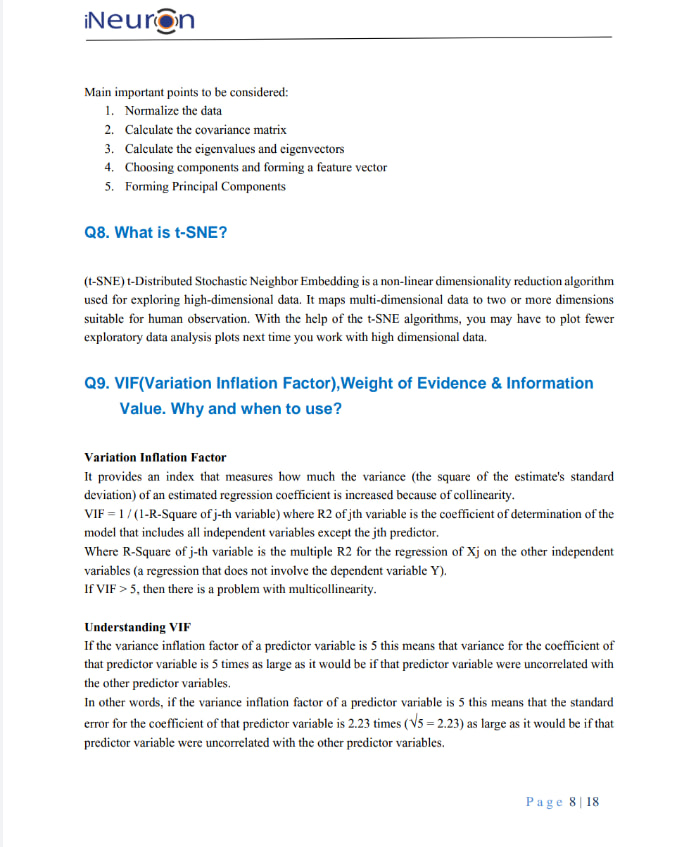 iNeuron
Main important points to be considered:
1. Normalize the data
2. Calculate the covariance matrix
3. Calculate the eigenvalues and eigenvectors
4. Choosing components and forming a feature vector
5. Forming Principal Components
Q8. What is t-SNE?
(t-SNE) t-Distributed Stochastic Neighbor Embedding is a non-linear dimensionality reduction algorithm
used for exploring high-dimensional data. It maps multi-dimensional data to two or more dimensions
suitable for human observation. With the help of the t-SNE algorithms, you may have to plot fewer
exploratory data analysis plots next time you work with high dimensional data.
Q9. VIF(Variation Inflation Factor),Weight of Evidence & Information
Value. Why and when to use?
Variation Inflation Factor
It provides an index that measures how much the variance (the square of the estimate's standard
deviation) of an estimated regression coefficient is increased because of collinearity.
VIF = 1 / (1-R-Square of j-th variable) where R2 of jth variable is the coefficient of determination of the
model that includes all independent variables except the jth predictor.
Where R-Square of j-th variable is the multiple R2 for the regression of Xj on the other independent
variables (a regression that does not involve the dependent variable Y).
If VIF > 5, then there is a problem with multicollinearity.
Understanding VIF
If the variance inflation factor of a predictor variable is 5 this means that variance for the coefficient of
that predictor variable is 5 times as large as it would be if that predictor variable were uncorrelated with
the other predictor variables.
In other words, if the variance inflation factor of a predictor variable is 5 this means that the standard
error for the coefficient of that predictor variable is 2.23 times (√5 = 2.23) as large as it would be if that
predictor variable were uncorrelated with the other predictor variables.
Page 8 | 18